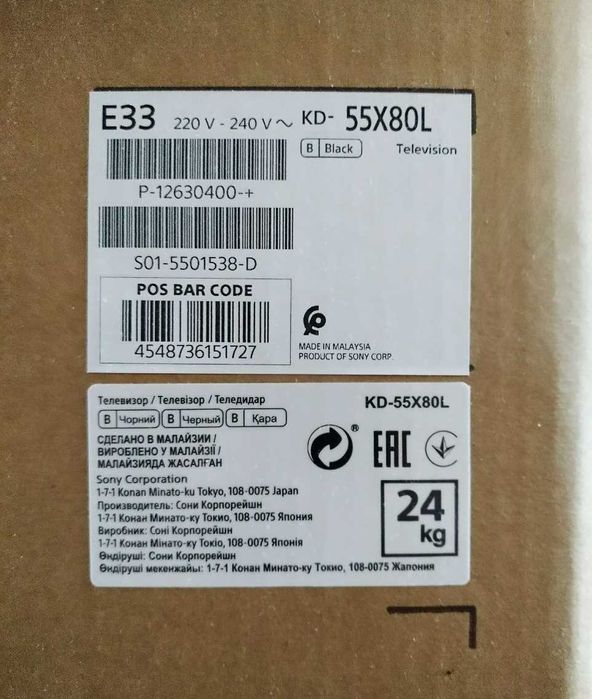 E33 220 V - 240 V ~ KD- 55X80L
B Black Television
P-12630400-+
S01-5501538-D
POS BAR CODE
4548736151727
MADE IN MALAYSIA
PRODUCT OF SONY CORP.
Телевизор / Телевізор / Теледидар KD-55X80L
B Чорний B Черный B Қара
СДЕЛАНО В МАЛАЙЗИИ /
ВИРОБЛЕНО У МАЛАЙЗІЇ /
МАЛАЙЗИЯДА ЖАСАЛҒАН
® EAC
Sony Corporation
1-7-1 Konan Minato-ku Tokyo, 108-0075 Japan
Производитель: Сони Корпорейшн
1-7-1 Конан Минато-ку Токио, 108-0075 Япония
Виробник: Соні Корпорейшн
1-7-1 Конан Мінато-ку Токіо, 108-0075 Японія
Өндіруші: Сони Корпорейшн
Өндіруші мекенжайы: 1-7-1 Конан Минато-ку Токио, 108-0075 Жапония
24
kg